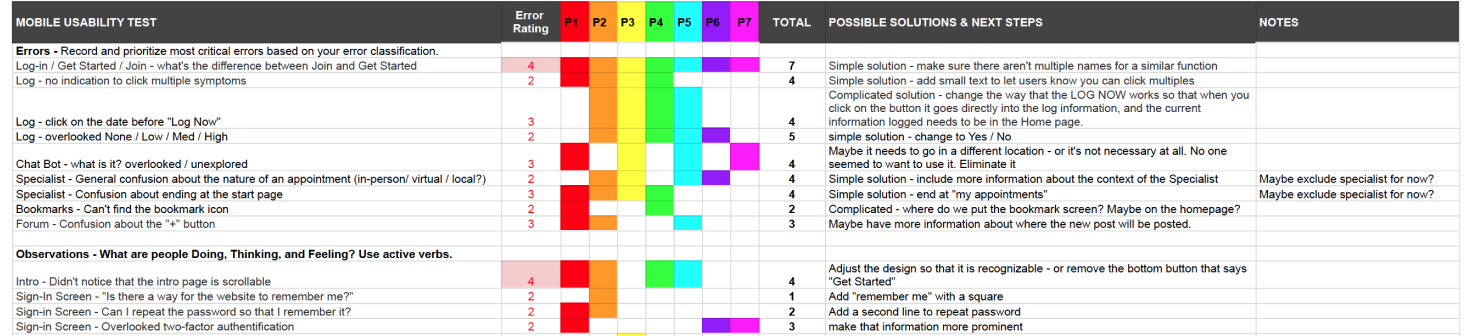 MOBILE USABILITY TEST Error Rating P1 P2 P3 P4 P5 P6 P7 TOTAL POSSIBLE SOLUTIONS & NEXT STEPS NOTES
Errors - Record and prioritize most critical errors based on your error classification.
Log-in / Get Started / Join - what's the difference between Join and Get Started 4 7 Simple solution - make sure there aren't multiple names for a similar function
Log - no indication to click multiple symptoms 2 4 Simple solution - add small text to let users know you can click multiples
Complicated solution - change the way that the LOG NOW works so that when you
click on the button it goes directly into the log information, and the current
Log - click on the date before "Log Now" 3 4 information logged needs to be in the Home page.
Log - overlooked None / Low / Med / High 2 5 simple solution - change to Yes / No
Maybe it needs to go in a different location - or it's not necessary at all. No one
Chat Bot - what is it? overlooked / unexplored 3 4 seemed to want to use it. Eliminate it
Specialist - General confusion about the nature of an appointment (in-person/ virtual / local?) 2 4 Simple solution - include more information about the context of the Specialist Maybe exclude specialist for now?
Specialist - Confusion about ending at the start page 3 4 Simple solution - end at "my appointments" Maybe exclude specialist for now?
Bookmarks - Can't find the bookmark icon 2 2 Complicated - where do we put the bookmark screen? Maybe on the homepage?
Forum - Confusion about the "+" button 3 3 Maybe have more information about where the new post will be posted.
Observations - What are people Doing, Thinking, and Feeling? Use active verbs.
Adjust the design so that it is recognizable - or remove the bottom button that says
Intro - Didn't notice that the intro page is scrollable 4 4 "Get Started"
Sign-In Screen - "Is there a way for the website to remember me?" 2 1 Add "remember me" with a square
Sign-in Screen - Can I repeat the password so that I remember it? 2 2 Add a second line to repeat password
Sign-in Screen - Overlooked two-factor authentification 2 3 make that information more prominent